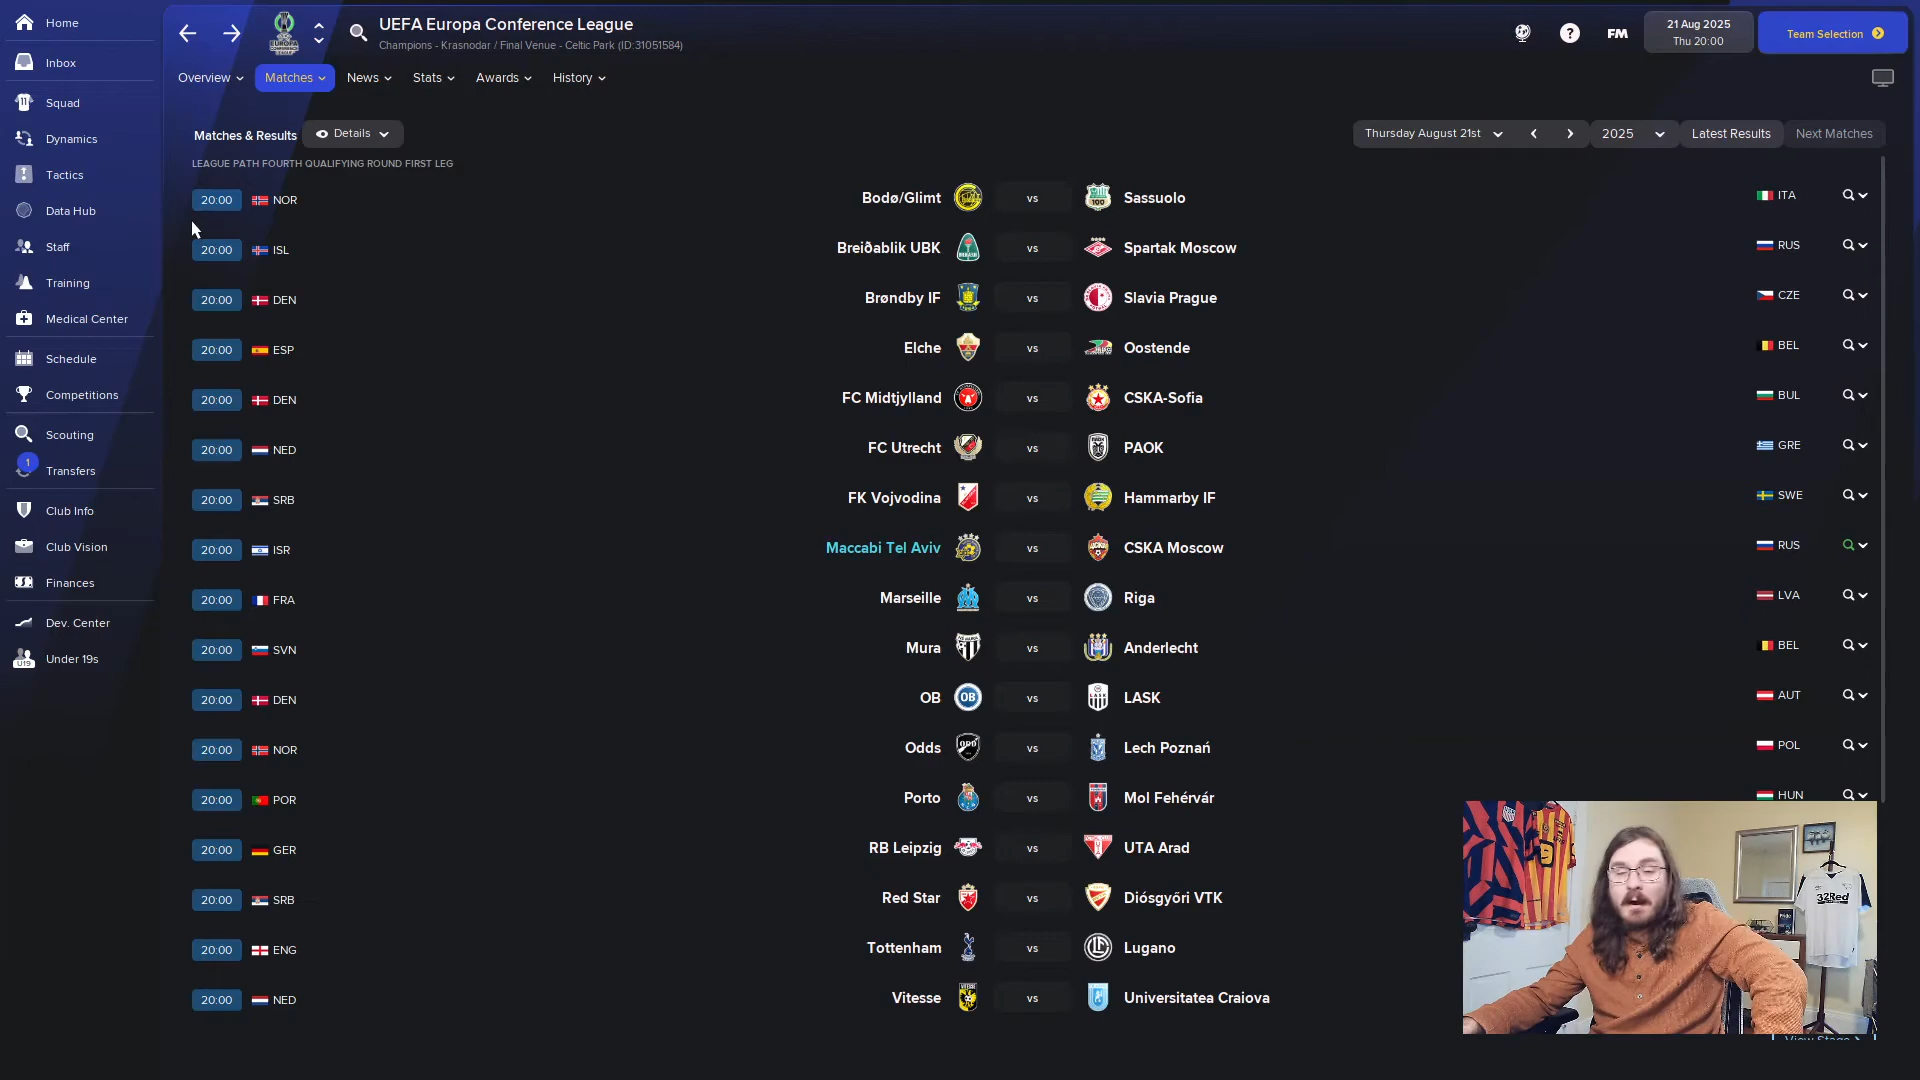 Home
Inbox
Squad
Dynamics
Tactics
Data Hub
Staff
Training
Medical Center
Schedule
Competitions
Scouting
1
Transfers
Club Info
Club Vision
Finances
Dev. Center
U19
Under 19s
UEFA Europa Conference League
Champions - Krasnodar / Final Venue - Celtic Park (ID:31051584)
? FM
21 Aug 2025
Thu 20:00
Team Selection
Overview Matches News Stats Awards History
Matches & Results Details
Thursday August 21st 2025 Latest Results Next Matches
LEAGUE PATH FOURTH QUALIFYING ROUND FIRST LEG
20:00 NOR Bodø/Glimt vs Sassuolo ITA
20:00 ISL Breiðablik UBK vs Spartak Moscow RUS
20:00 DEN Brøndby IF vs Slavia Prague CZE
20:00 ESP Elche vs Oostende BEL
20:00 DEN FC Midtjylland vs CSKA-Sofia BUL
20:00 NED FC Utrecht vs PAOK GRE
20:00 SRB FK Vojvodina vs Hammarby IF SWE
20:00 ISR Maccabi Tel Aviv vs CSKA Moscow RUS
20:00 FRA Marseille vs Riga LVA
20:00 SVN Mura vs Anderlecht BEL
20:00 DEN OB vs LASK AUT
20:00 NOR Odds vs Lech Poznań POL
20:00 POR Porto vs Mol Fehérvár HUN
20:00 GER RB Leipzig vs UTA Arad
20:00 SRB Red Star vs Diósgyőri VTK
20:00 ENG Tottenham vs Lugano
20:00 NED Vitesse vs Universitatea Craiova
32Red
View Stage